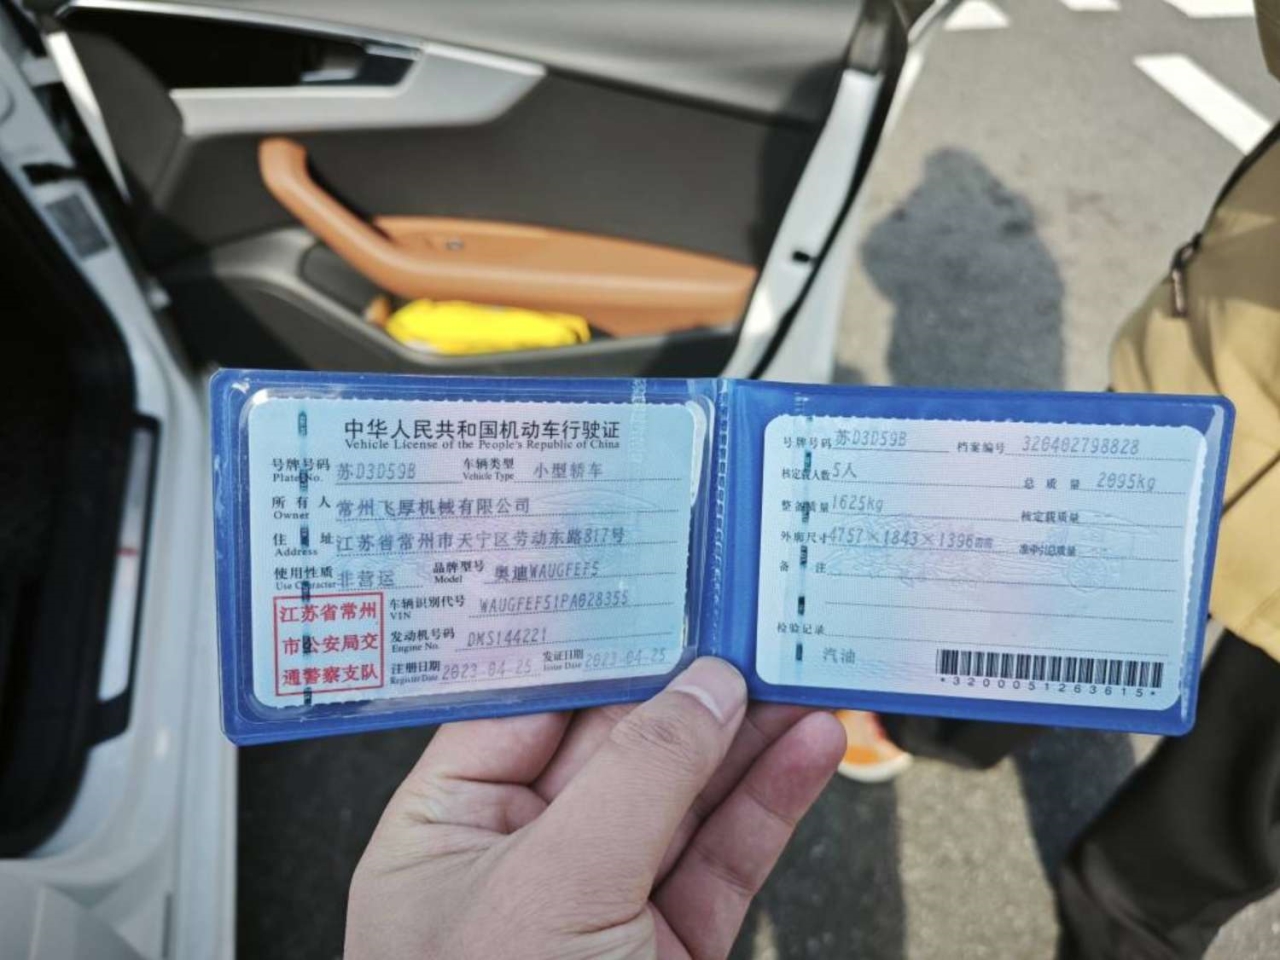 中华人民共和国机动车行驶证
Vehicle License of the People's Republic of China
号牌号码 苏D3D59B 车辆类型 小型轿车
Plate No. Vehicle Type
所有人 常州飞厚机械有限公司
Owner
住址 江苏省常州市天宁区劳动东路817号
Address
使用性质 非营运 品牌型号 奥迪WAUGFEF5
Use Character Model
江苏省常州
市公安局交
通警察支队
车辆识别代号 WAUGFEF51PA028355
VIN
发动机号码 DMS144221
Engine No.
注册日期 2023-04-25 发证日期 2023-04-25
Register Date Issue Date
号牌号码 苏D3D59B 档案编号 320402798828
核定载人数 5人 总质量 2095kg
整备质量 1625kg 核定载质量
外廓尺寸 4757×1843×1396 准牵引总质量
备注
检验记录
汽油
*3200051263615*